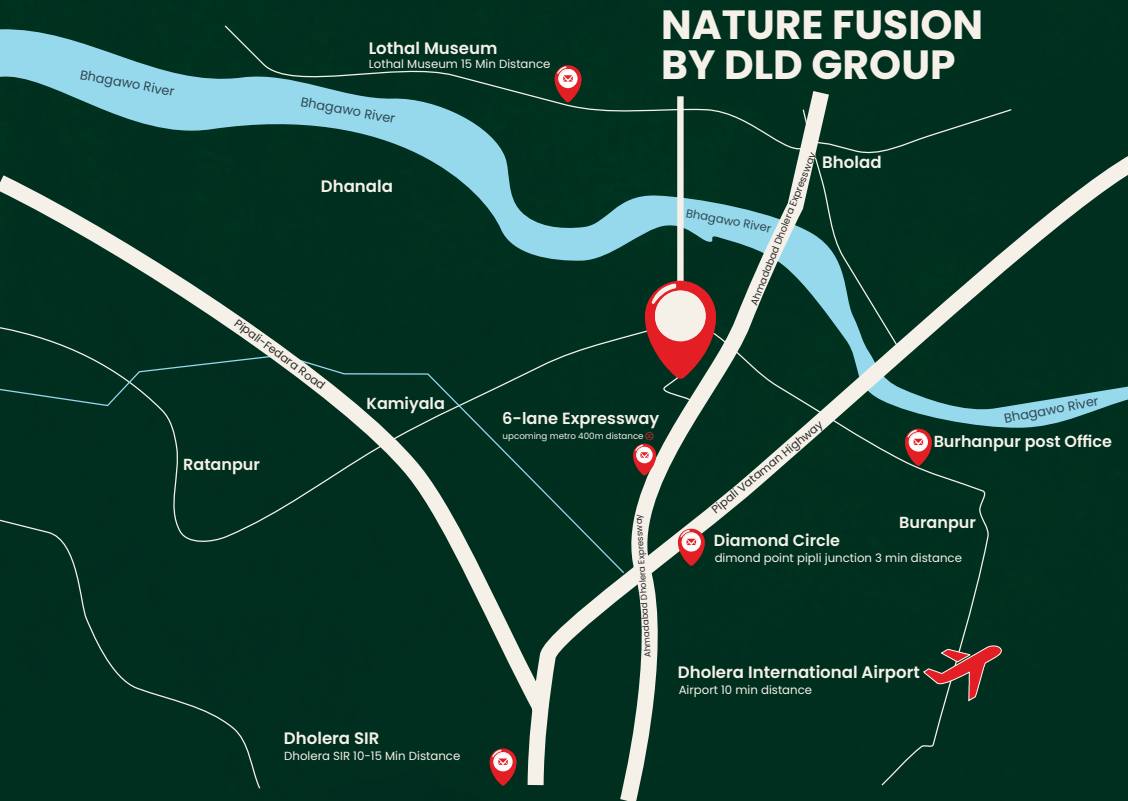 NATURE FUSION
BY DLD GROUP
Lothal Museum
Lothal Museum 15 Min Distance
Bhagawo River
Bhagawo River
Bholad
Dhanala
Bhagawo River
Ahmadabad Dholera Expressway
Pipali-Fedara Road
Kamiyala
6-lane Expressway
upcoming metro 400m distance
Bhagawo River
Burhanpur post Office
Ratanpur
Pipali Vataman Highway
Buranpur
Diamond Circle
dimond point pipli junction 3 min distance
Ahmadabad Dholera Expressway
Dholera International Airport
Airport 10 min distance
Dholera SIR
Dholera SIR 10-15 Min Distance